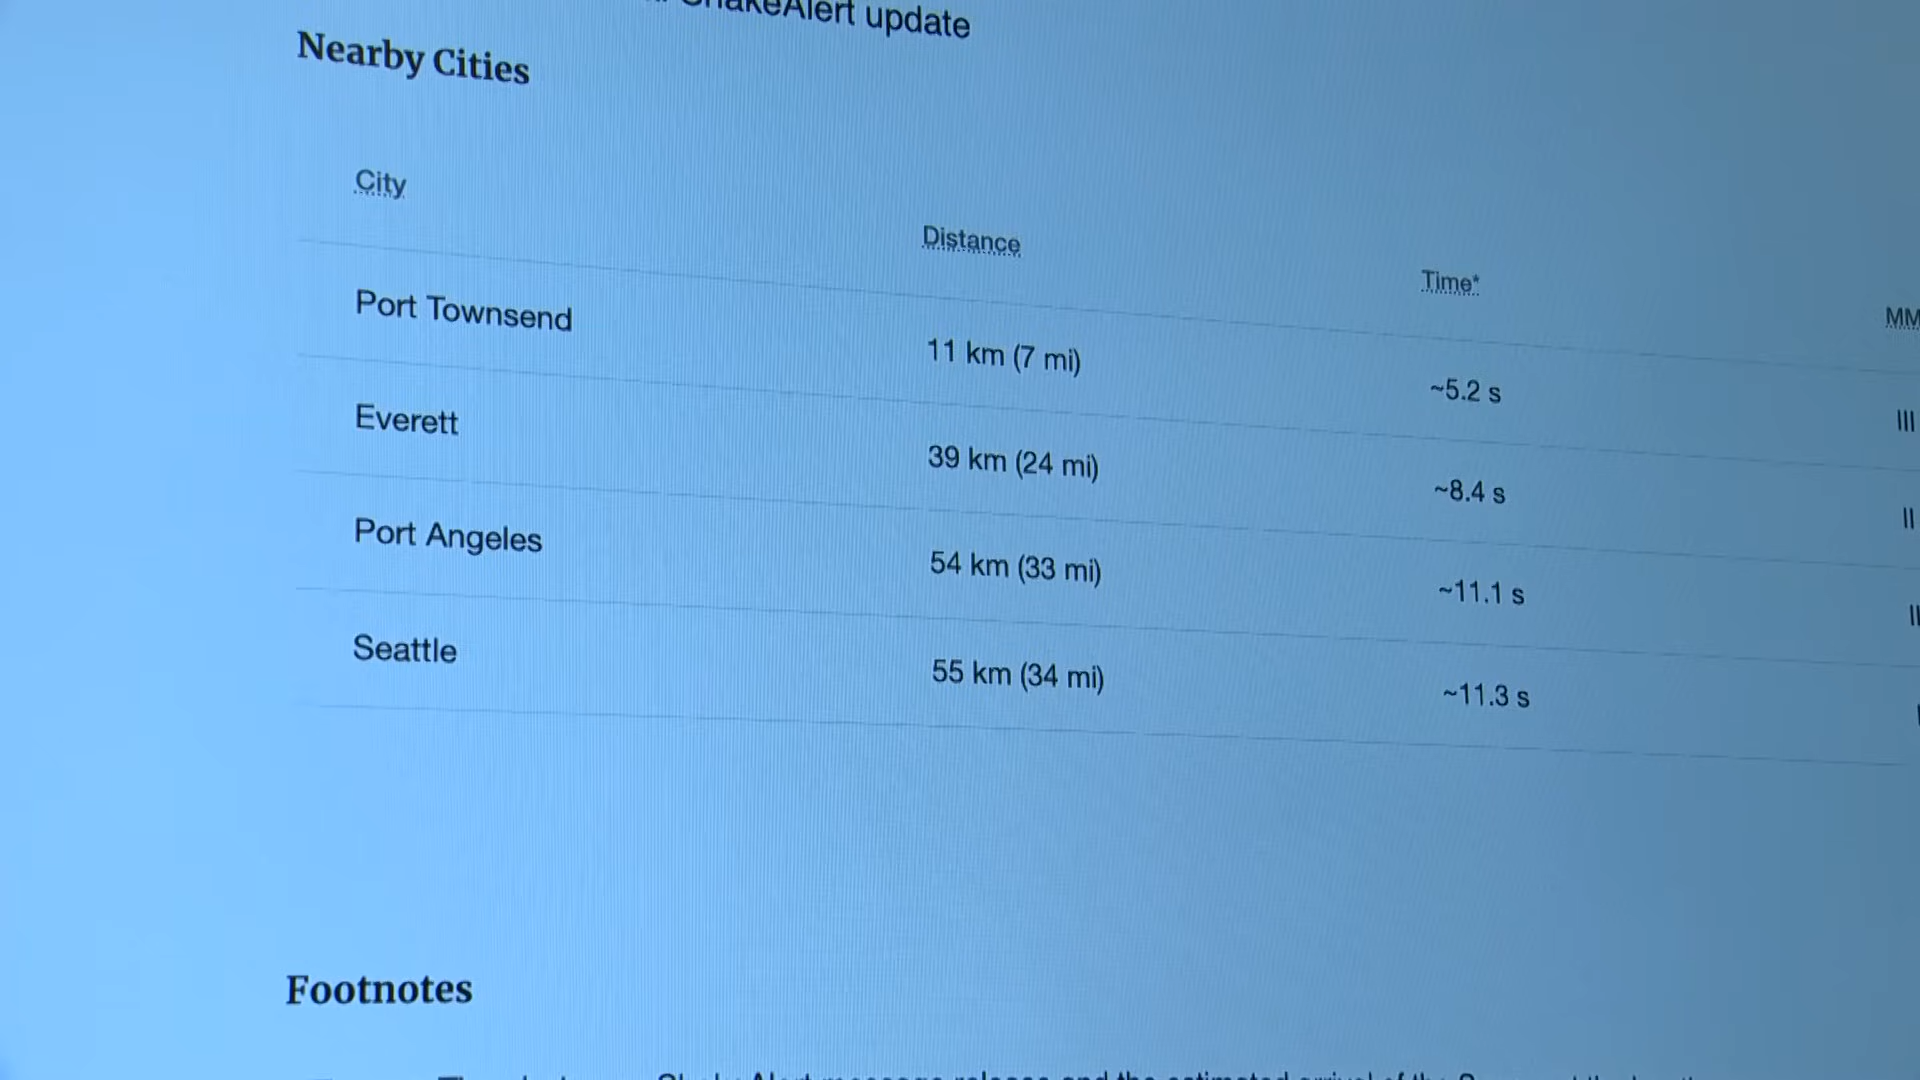 ShakeAlert update
Nearby Cities
City Distance Time*
Port Townsend 11 km (7 mi) ~5.2 s III
Everett 39 km (24 mi) ~8.4 s II
Port Angeles 54 km (33 mi) ~11.1 s
Seattle 55 km (34 mi) ~11.3 s
Footnotes